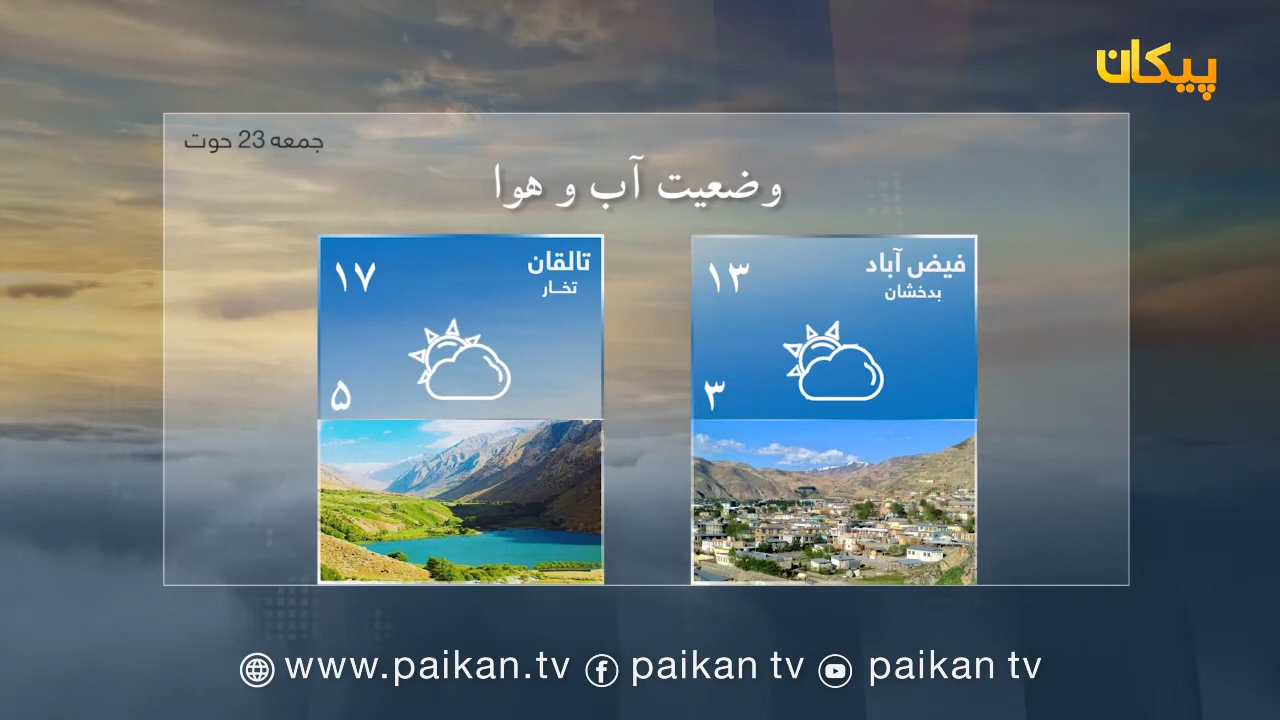 پیکان
جمعه 23 حوت
وضعیت آب و هوا
فیض آباد
بدخشان
۱۳
۳
تالقان
تخـار
۱۷
۵
www.paikan.tv paikan tv paikan tv